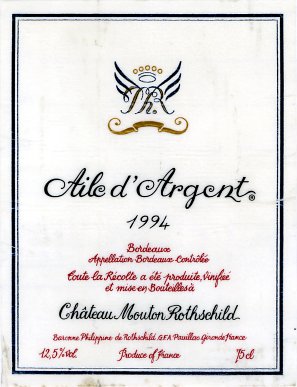 Ph.R
Aile d'Argent ®
1994
Bordeaux
Appellation Bordeaux Contrôlée
Toute la Récolte a été produite, Vinifiée
et mise en Bouteilles à
Château Mouton Rothschild
Baronne Philippine de Rothschild G.F.A Pauillac, Gironde France
12,5% vol. Produce of France 75 cl